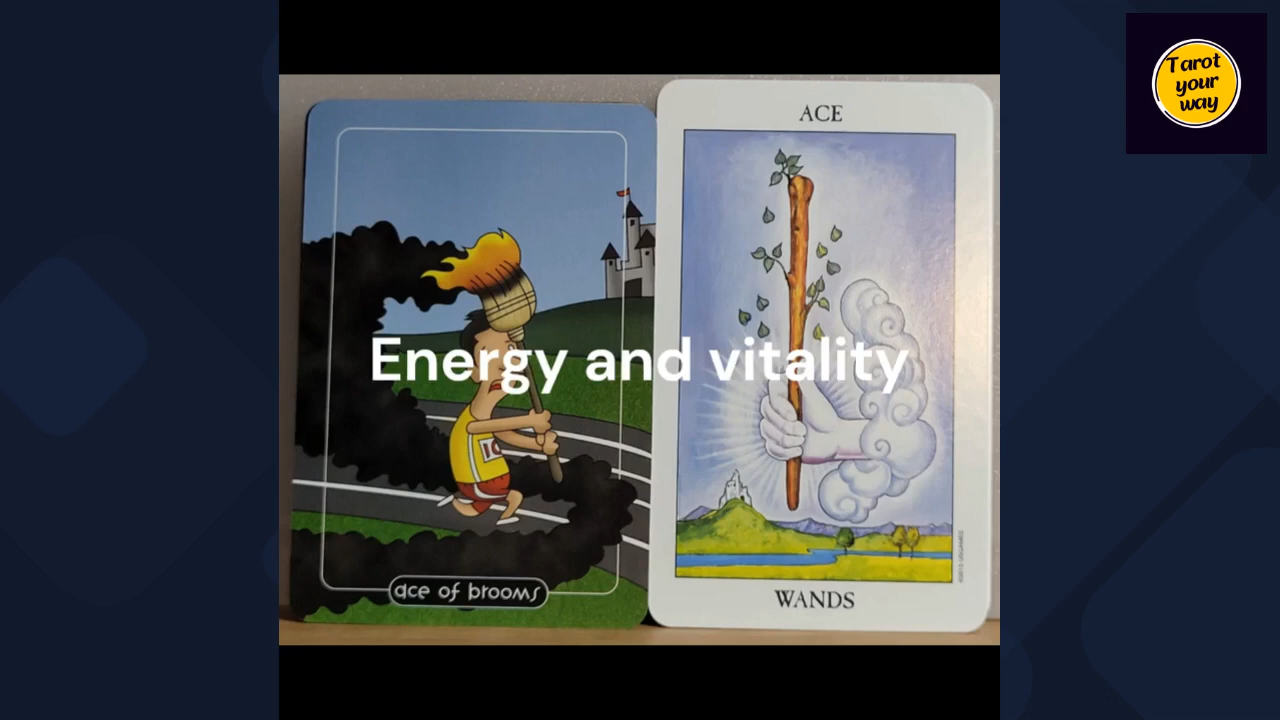 Tarot
your
way
ACE
Energy and vitality
ace of brooms
WANDS